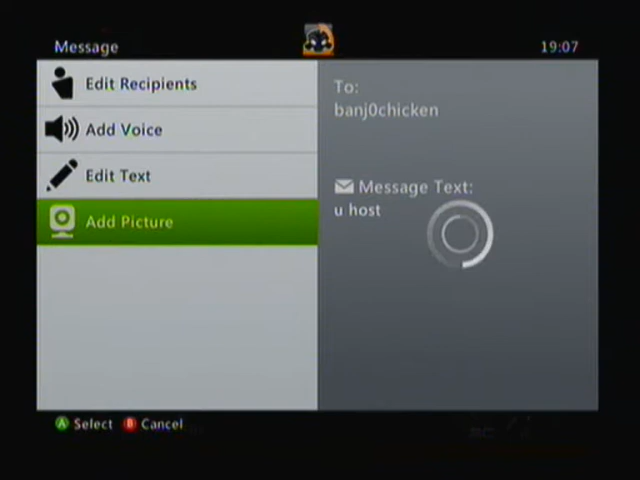 Message
19:07
Edit Recipients
Add Voice
Edit Text
Add Picture
To:
banj0chicken
Message Text:
u host
A Select B Cancel